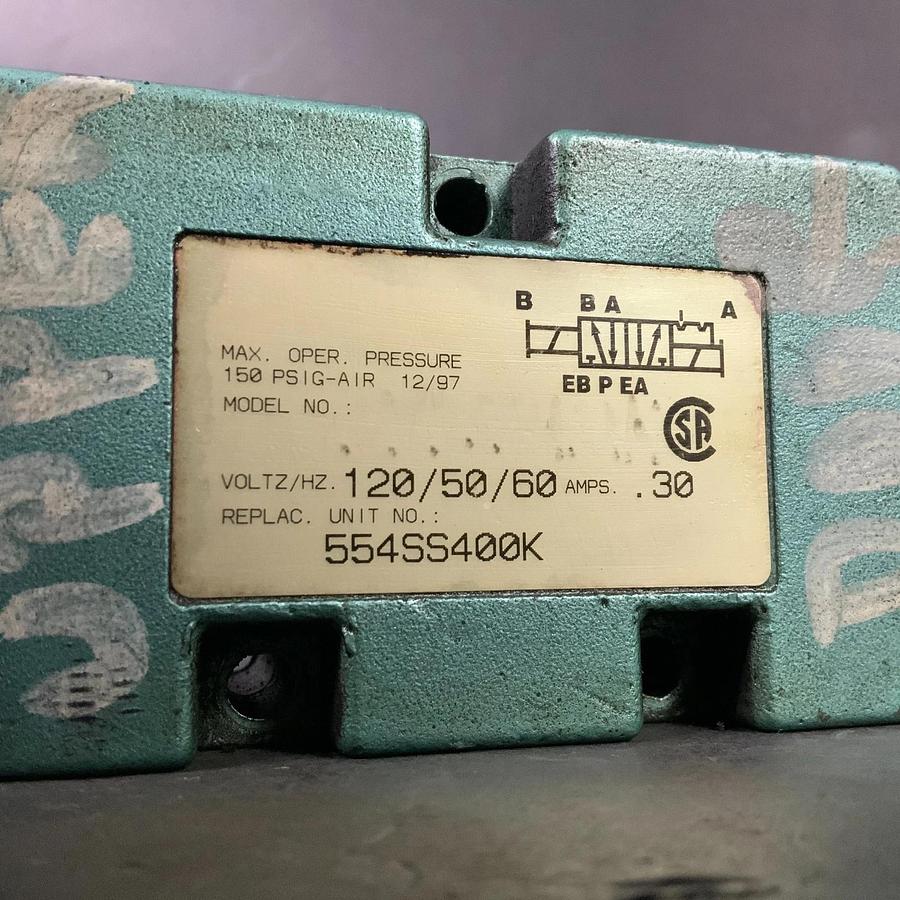 B B A A
EB P EA
MAX. OPER. PRESSURE
150 PSIG-AIR 12/97
MODEL NO.:
CSA
VOLTZ/HZ. 120/50/60 AMPS. .30
REPLAC. UNIT NO.:
554SS400K